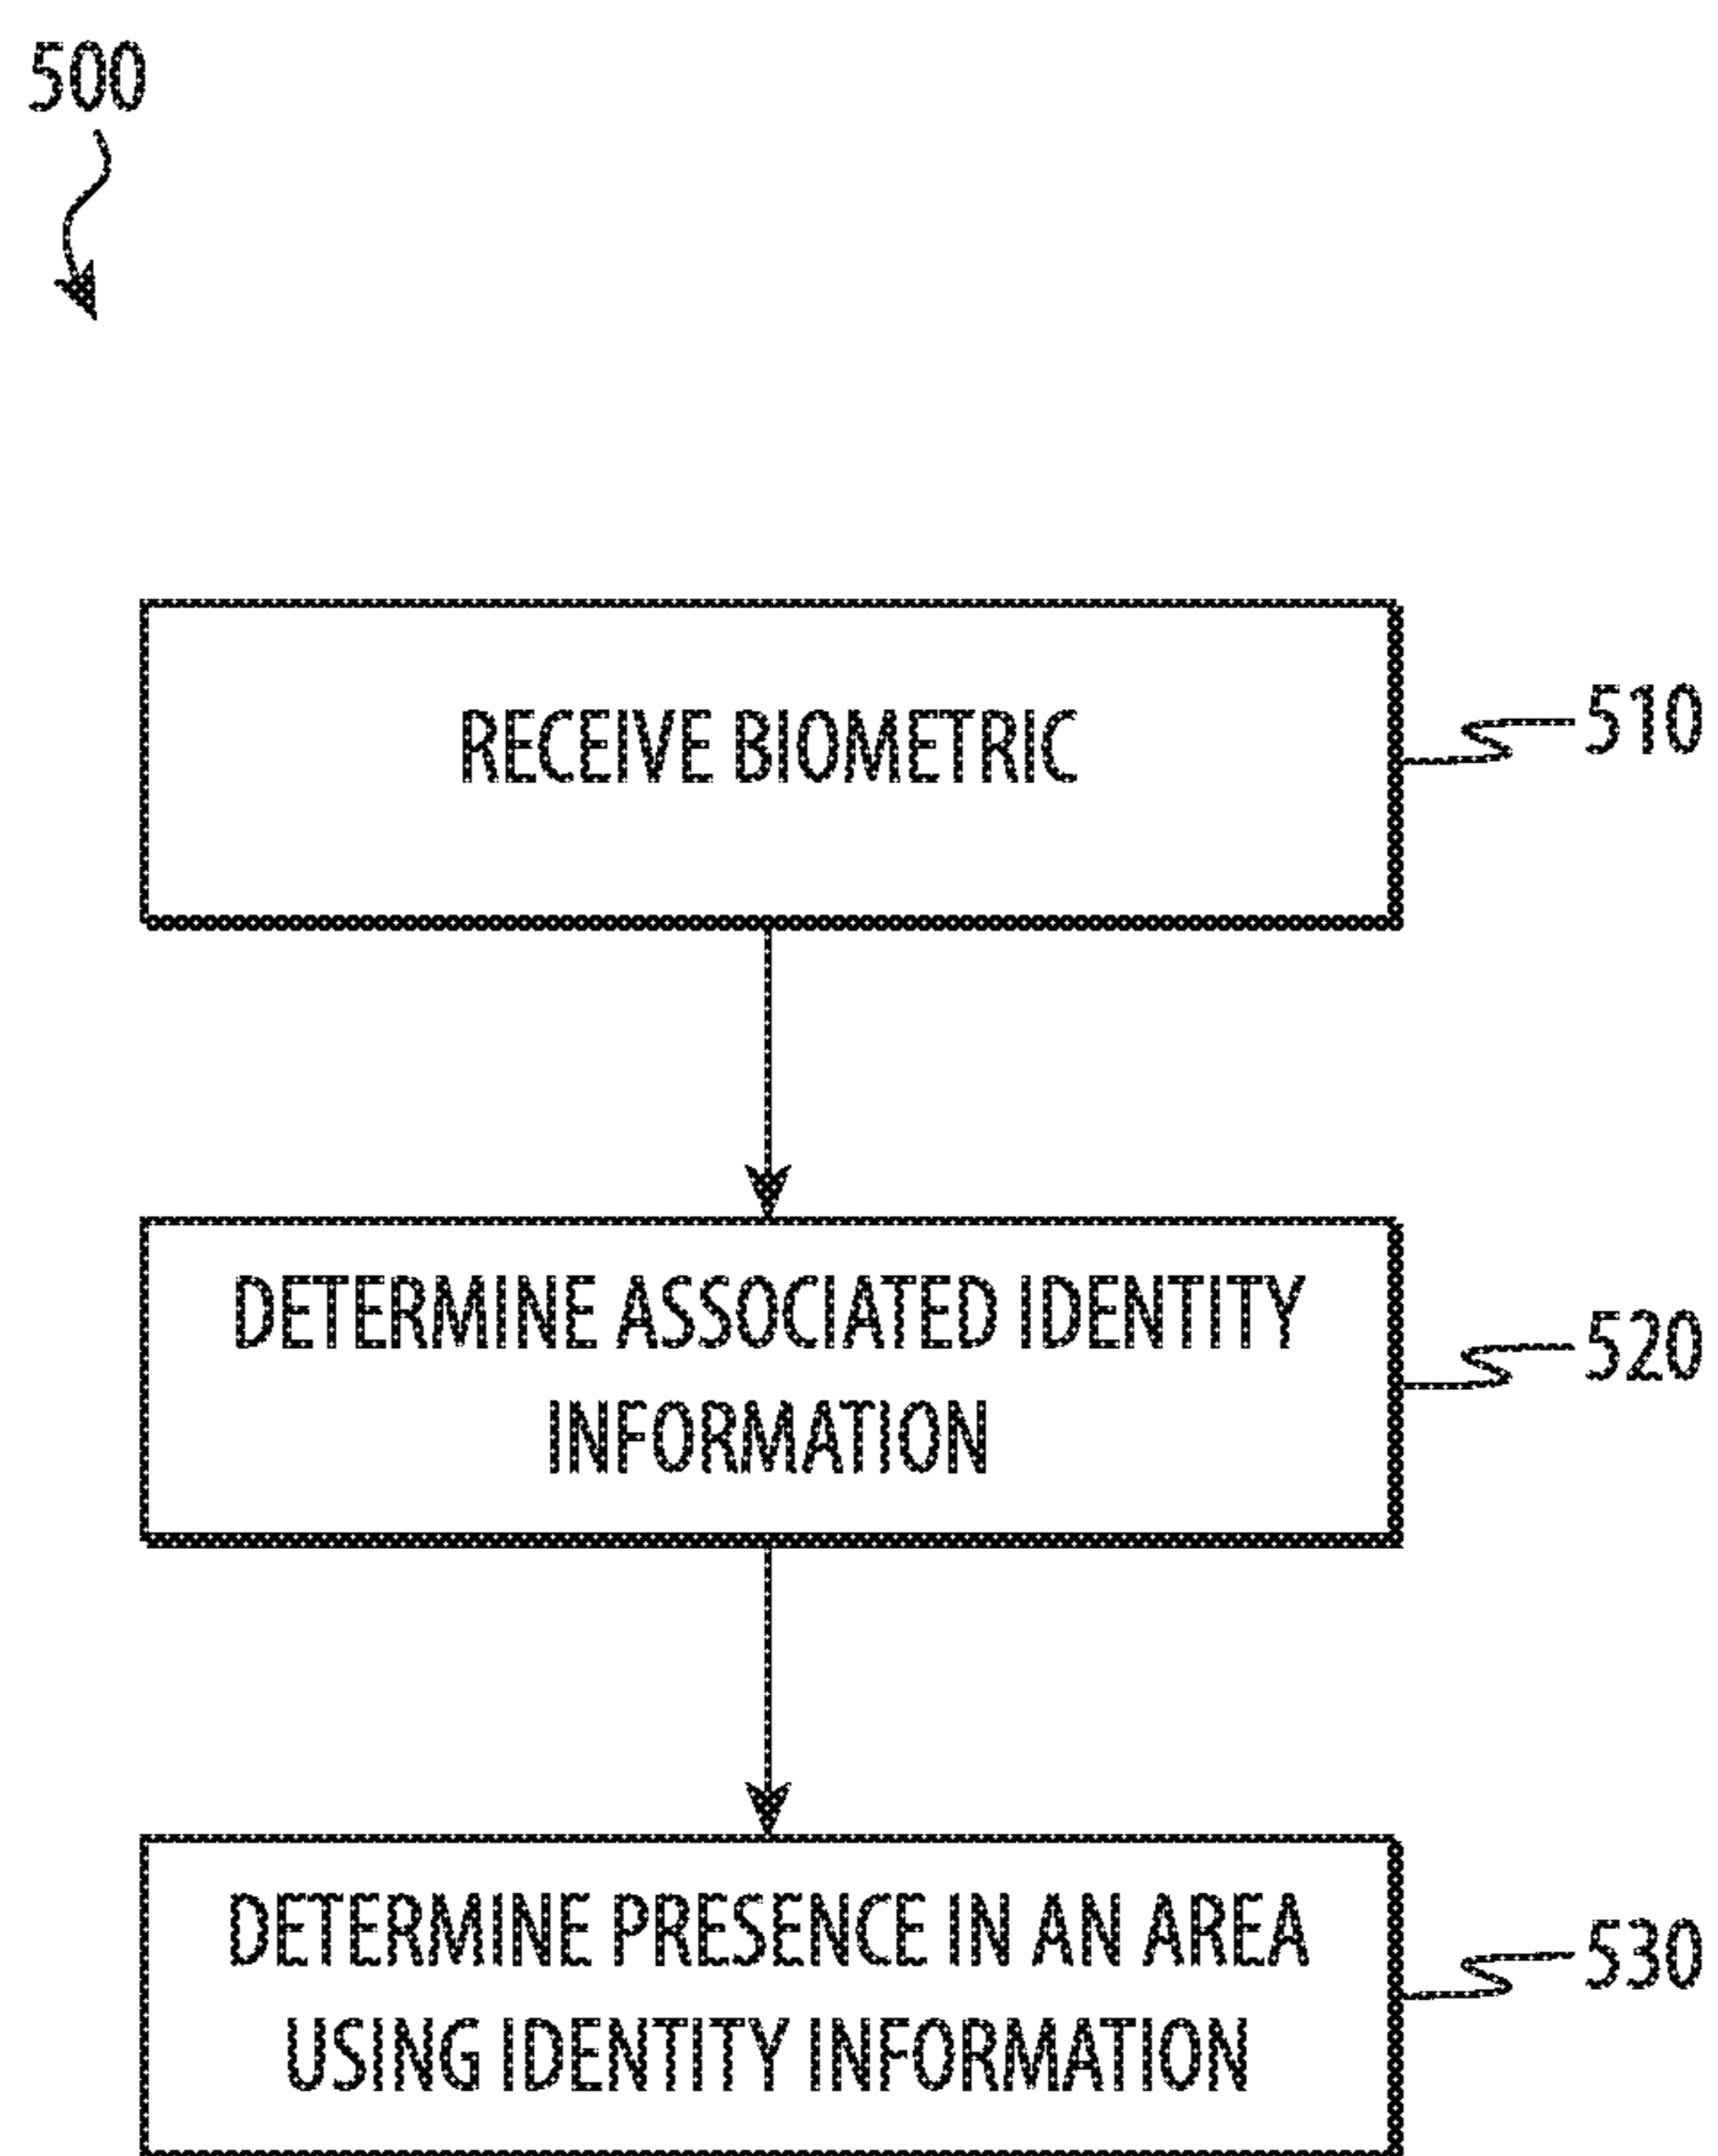 500
RECEIVE BIOMETRIC
510
DETERMINE ASSOCIATED IDENTITY
INFORMATION
520
DETERMINE PRESENCE IN AN AREA
USING IDENTITY INFORMATION
530